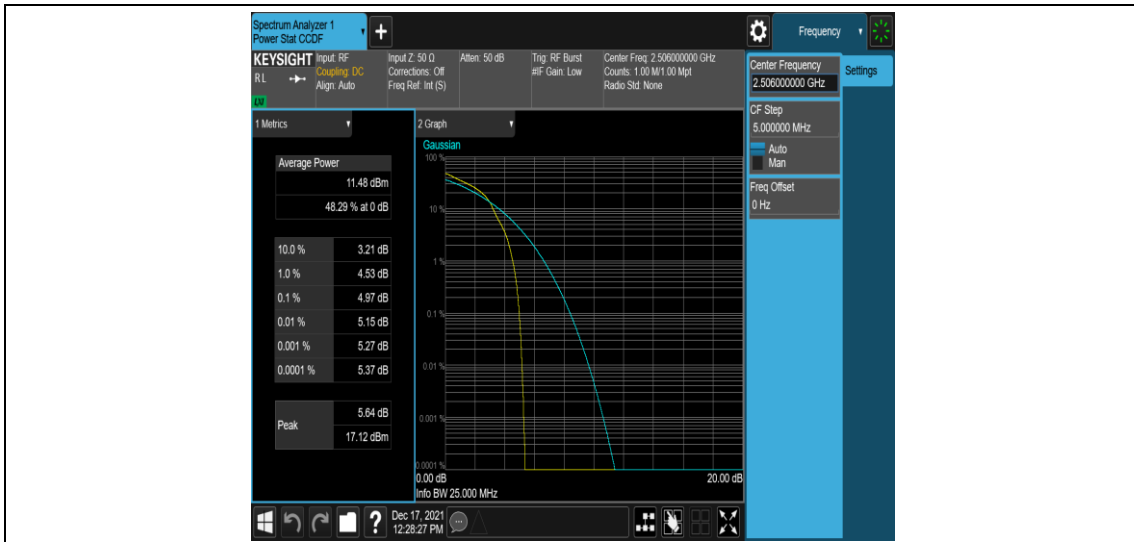 Spectrum Analyzer 1
Power Stat CCDF
+
Frequency
KEYSIGHT
RL
LXI
Input: RF
Coupling: DC
Align: Auto
Input Z: 50 Ω
Corrections: Off
Freq Ref: Int (S)
Atten: 50 dB
Trig: RF Burst
#IF Gain: Low
Center Freq: 2.506000000 GHz
Counts: 1.00 M/1.00 Mpt
Radio Std: None
Center Frequency
2.506000000 GHz
Settings
CF Step
5.000000 MHz
Auto
Man
Freq Offset
0 Hz
1 Metrics
Average Power
11.48 dBm
48.29 % at 0 dB
10.0 % 3.21 dB
1.0 % 4.53 dB
0.1 % 4.97 dB
0.01 % 5.15 dB
0.001 % 5.27 dB
0.0001 % 5.37 dB
Peak
5.64 dB
17.12 dBm
2 Graph
Gaussian
100 %
10 %
1 %
0.1 %
0.01 %
0.001 %
0.0001 %
0.00 dB 20.00 dB
Info BW 25.000 MHz
?
Dec 17, 2021
12:28:27 PM